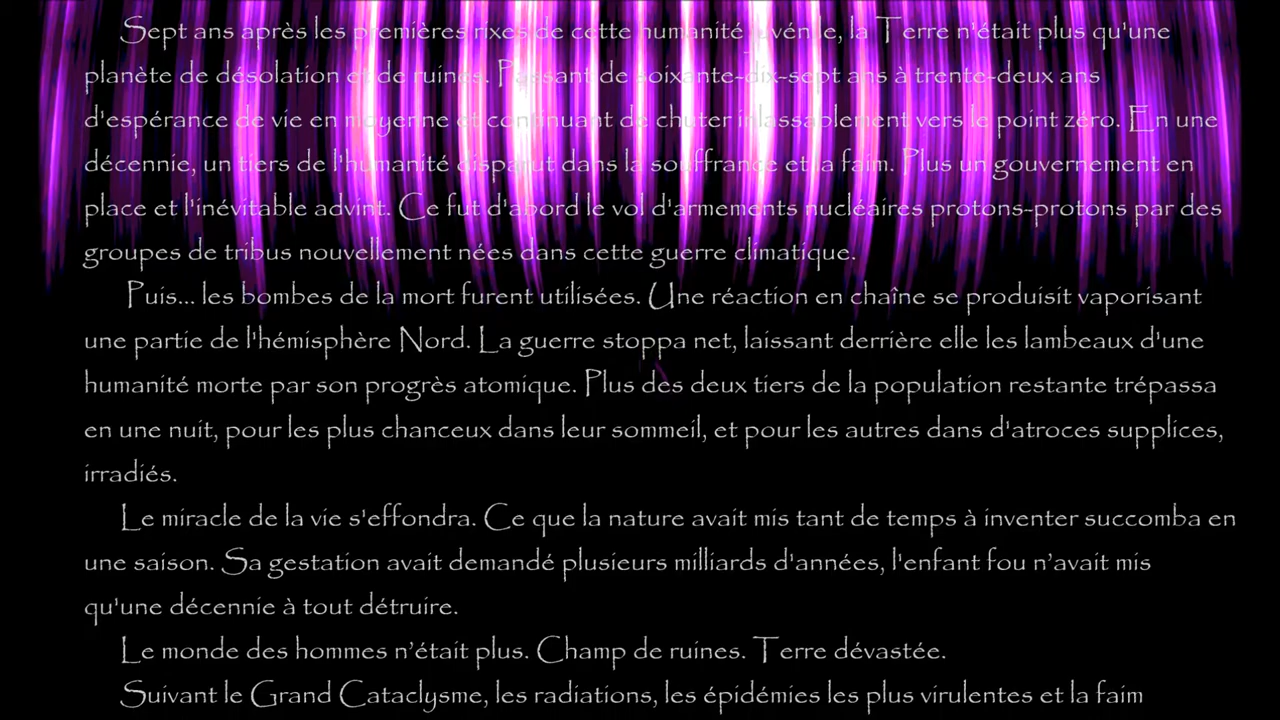 Sept ans après les premières rixes de cette humanité juvénile, la Terre n'était plus qu'une
planète de désolation et de ruines. Passant de soixante-dix-sept ans à trente-deux ans
d'espérance de vie en moyenne et continuant de chuter inlassablement vers le point zéro. En une
décennie, un tiers de l'humanité disparut dans la souffrance et la faim. Plus un gouvernement en
place et l'inévitable advint. Ce fut d'abord le vol d'armements nucléaires protons-protons par des
groupes de tribus nouvellement nées dans cette guerre climatique.
Puis... les bombes de la mort furent utilisées. Une réaction en chaîne se produisit vaporisant
une partie de l'hémisphère Nord. La guerre stoppa net, laissant derrière elle les lambeaux d'une
humanité morte par son progrès atomique. Plus des deux tiers de la population restante trépassa
en une nuit, pour les plus chanceux dans leur sommeil, et pour les autres dans d'atroces supplices,
irradiés.
Le miracle de la vie s'effondra. Ce que la nature avait mis tant de temps à inventer succomba en
une saison. Sa gestation avait demandé plusieurs milliards d'années, l'enfant fou n’avait mis
qu'une décennie à tout détruire.
Le monde des hommes n’était plus. Champ de ruines. Terre dévastée.
Suivant le Grand Cataclysme, les radiations, les épidémies les plus virulentes et la faim